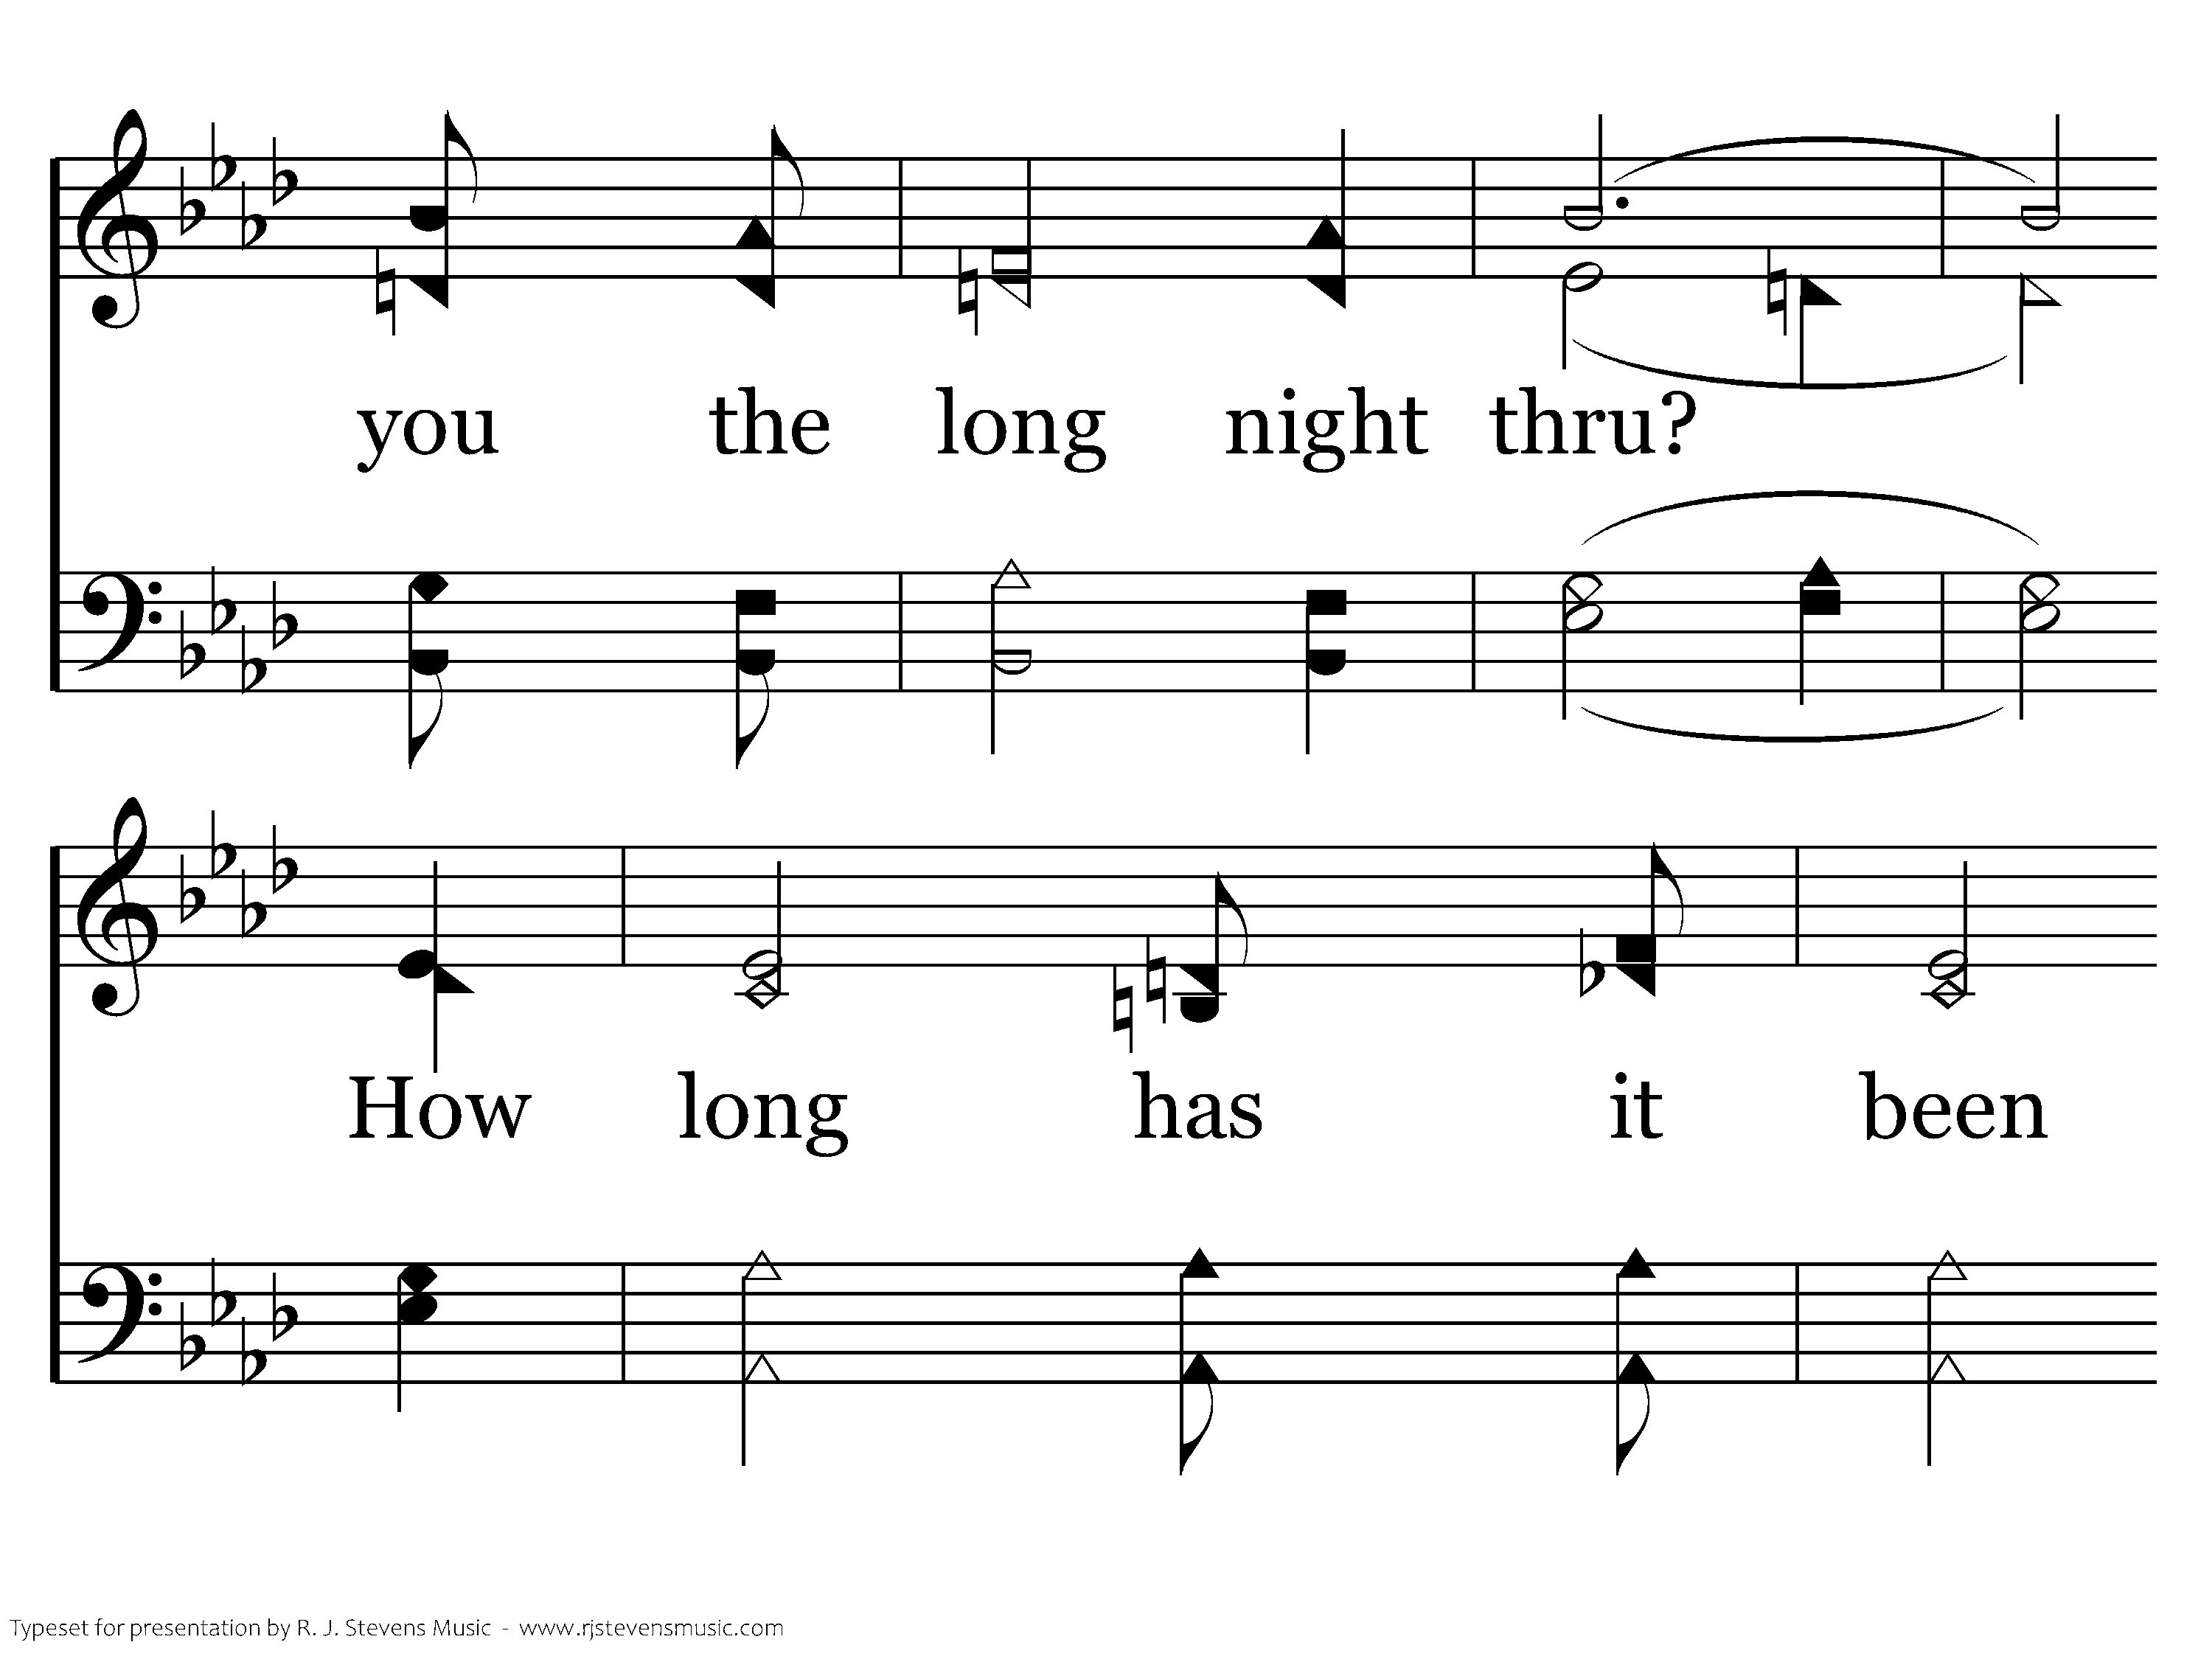 you the long night thru?
How long has it been
Typeset for presentation by R. J. Stevens Music - www.rjstevensmusic.com